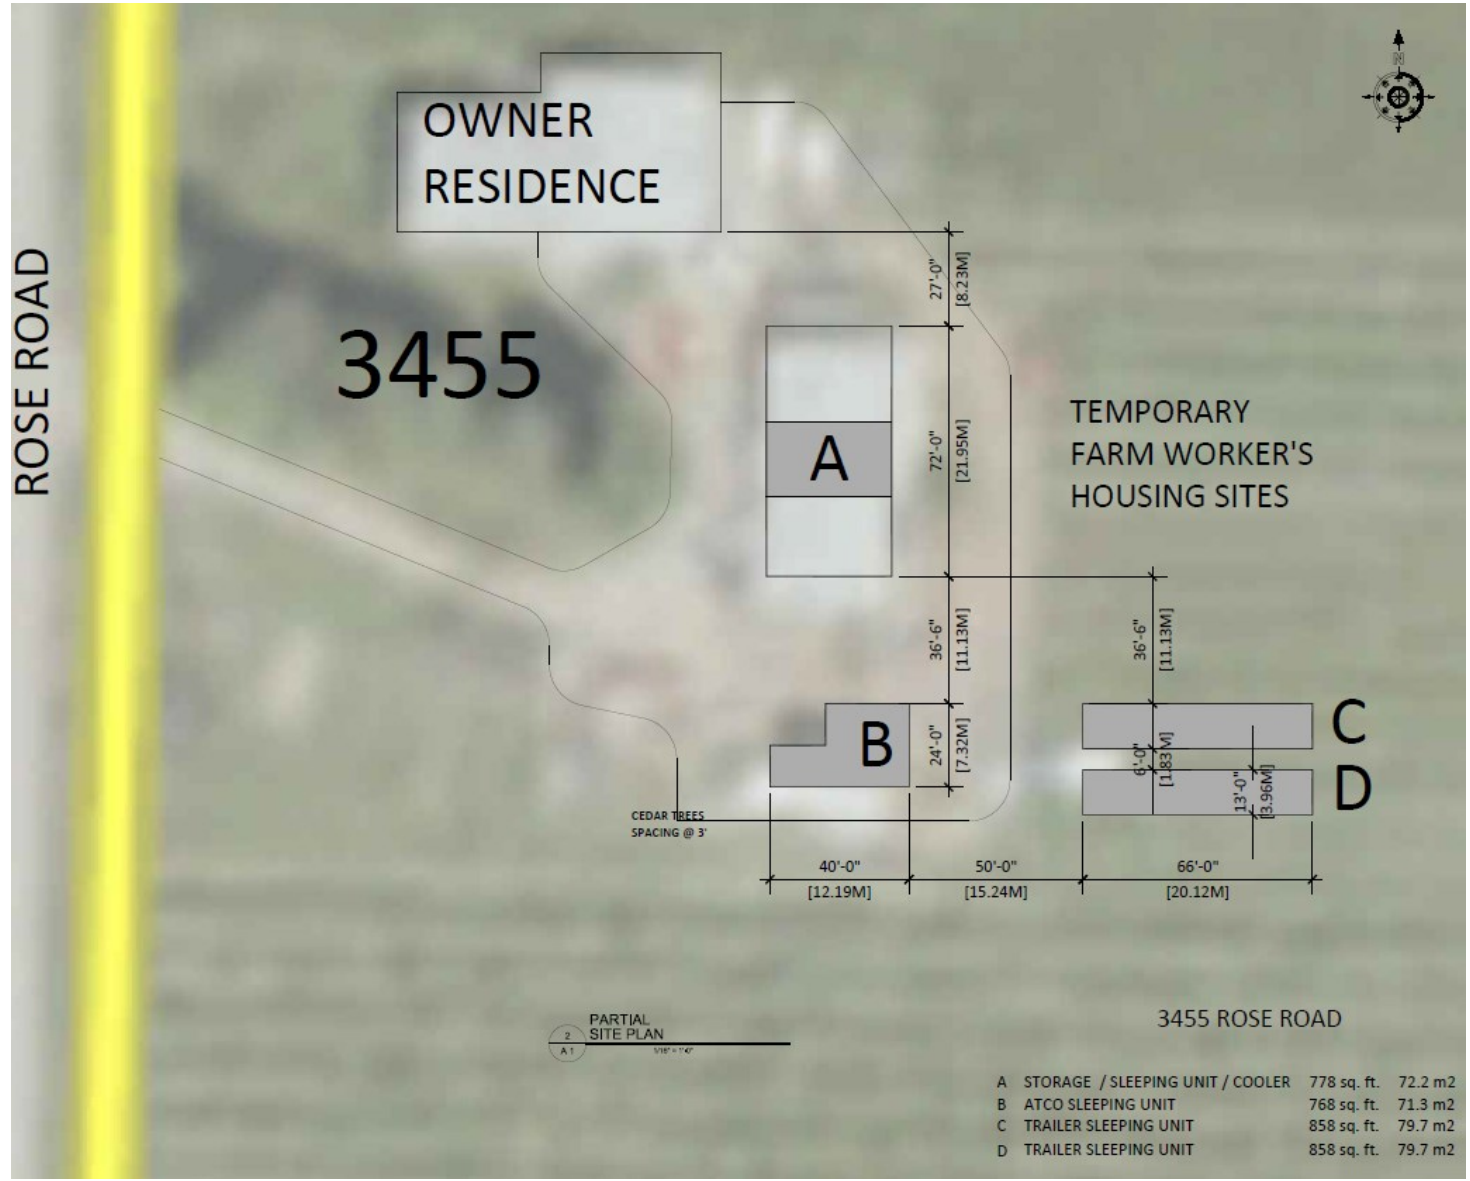 N
OWNER
RESIDENCE
ROSE ROAD
3455
27'-0"
[8.23M]
A
72'-0"
[21.95M]
TEMPORARY
FARM WORKER'S
HOUSING SITES
36'-6"
[11.13M]
36'-6"
[11.13M]
B
24'-0"
[7.32M]
C
6'-0"
[1.83M]
D
13'-0"
[3.96M]
CEDAR TREES
SPACING @ 3'
40'-0"
[12.19M]
50'-0"
[15.24M]
66'-0"
[20.12M]
2
A 1
PARTIAL
SITE PLAN
1/16" = 1'-0"
3455 ROSE ROAD
A STORAGE / SLEEPING UNIT / COOLER 778 sq. ft. 72.2 m2
B ATCO SLEEPING UNIT 768 sq. ft. 71.3 m2
C TRAILER SLEEPING UNIT 858 sq. ft. 79.7 m2
D TRAILER SLEEPING UNIT 858 sq. ft. 79.7 m2